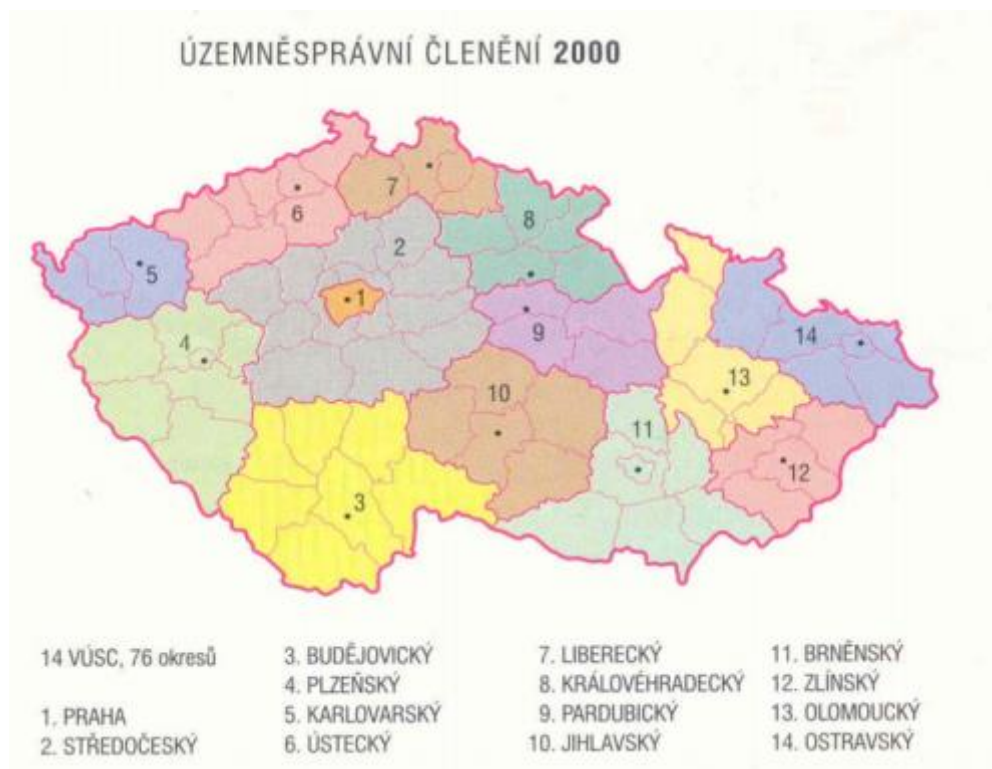 ÚZEMNĚSPRÁVNÍ ČLENĚNÍ 2000
7
8
6
2
5
1
14
9
4
13
10
11
12
3
14 VÚSC, 76 okresů
1. PRAHA
2. STŘEDOČESKÝ
3. BUDĚJOVICKÝ
4. PLZEŇSKÝ
5. KARLOVARSKÝ
6. ÚSTECKÝ
7. LIBERECKÝ
8. KRÁLOVÉHRADECKÝ
9. PARDUBICKÝ
10. JIHLAVSKÝ
11. BRNĚNSKÝ
12. ZLÍNSKÝ
13. OLOMOUCKÝ
14. OSTRAVSKÝ